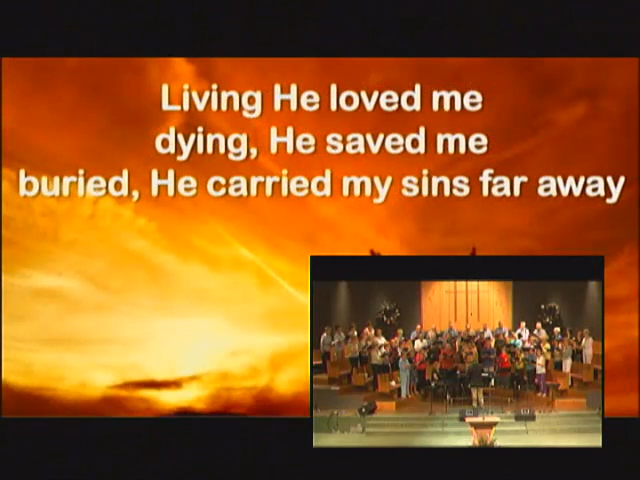 Living He loved me
dying, He saved me
buried, He carried my sins far away